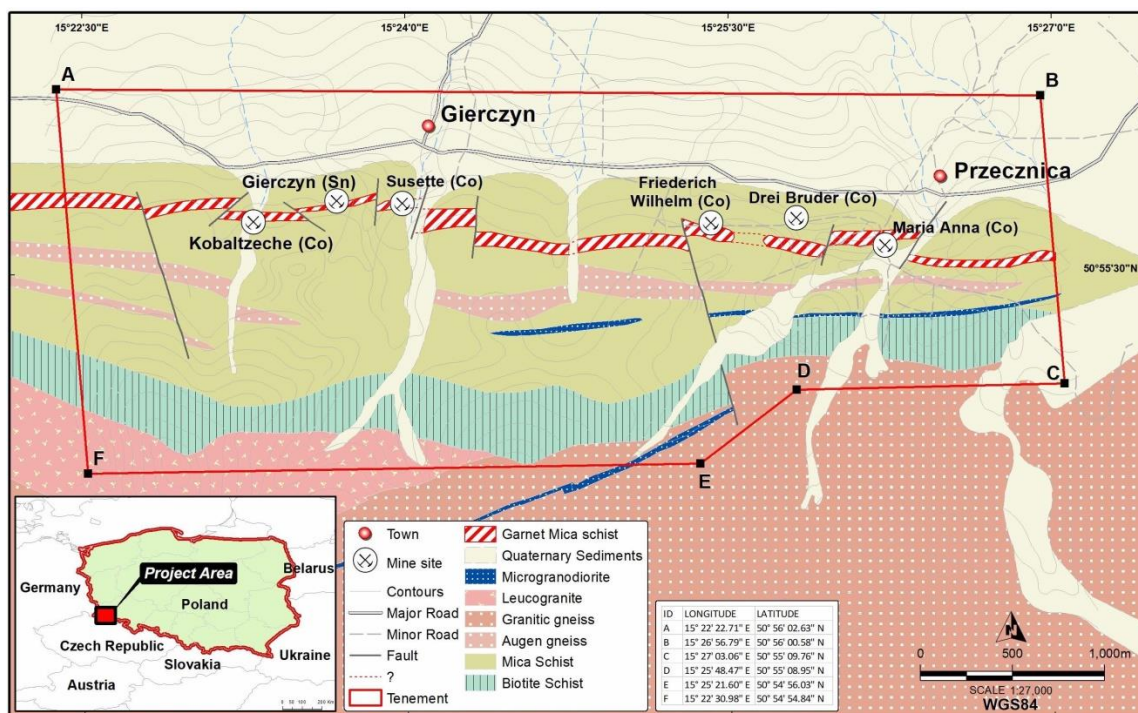 15°22'30"E
15°24'0"E
15°25'30"E
15°27'0"E
A
B
Gierczyn
Przecznica
Gierczyn (Sn)
Susette (Co)
Friederich
Wilhelm (Co)
Drei Bruder (Co)
Kobaltzeche (Co)
Maria Anna (Co)
50°55'30"N
D
C
F
E
Germany
Project Area
Belarus
Poland
Czech Republic
Slovakia
Ukraine
Austria
0 50 100 200 km
Town
Mine site
Contours
Major Road
Minor Road
Fault
?
Tenement
Garnet Mica schist
Quaternary Sediments
Microgranodiorite
Leucogranite
Granitic gneiss
Augen gneiss
Mica Schist
Biotite Schist
ID LONGITUDE LATITUDE
A 15° 22' 22.71" E 50° 56' 02.63" N
B 15° 26' 56.79" E 50° 56' 00.58" N
C 15° 27' 03.06" E 50° 55' 09.76" N
D 15° 25' 48.47" E 50° 55' 08.95" N
E 15° 25' 21.60" E 50° 54' 56.03" N
F 15° 22' 30.98" E 50° 54' 54.84" N
N
0 500 1,000m
SCALE 1:27,000
WGS84